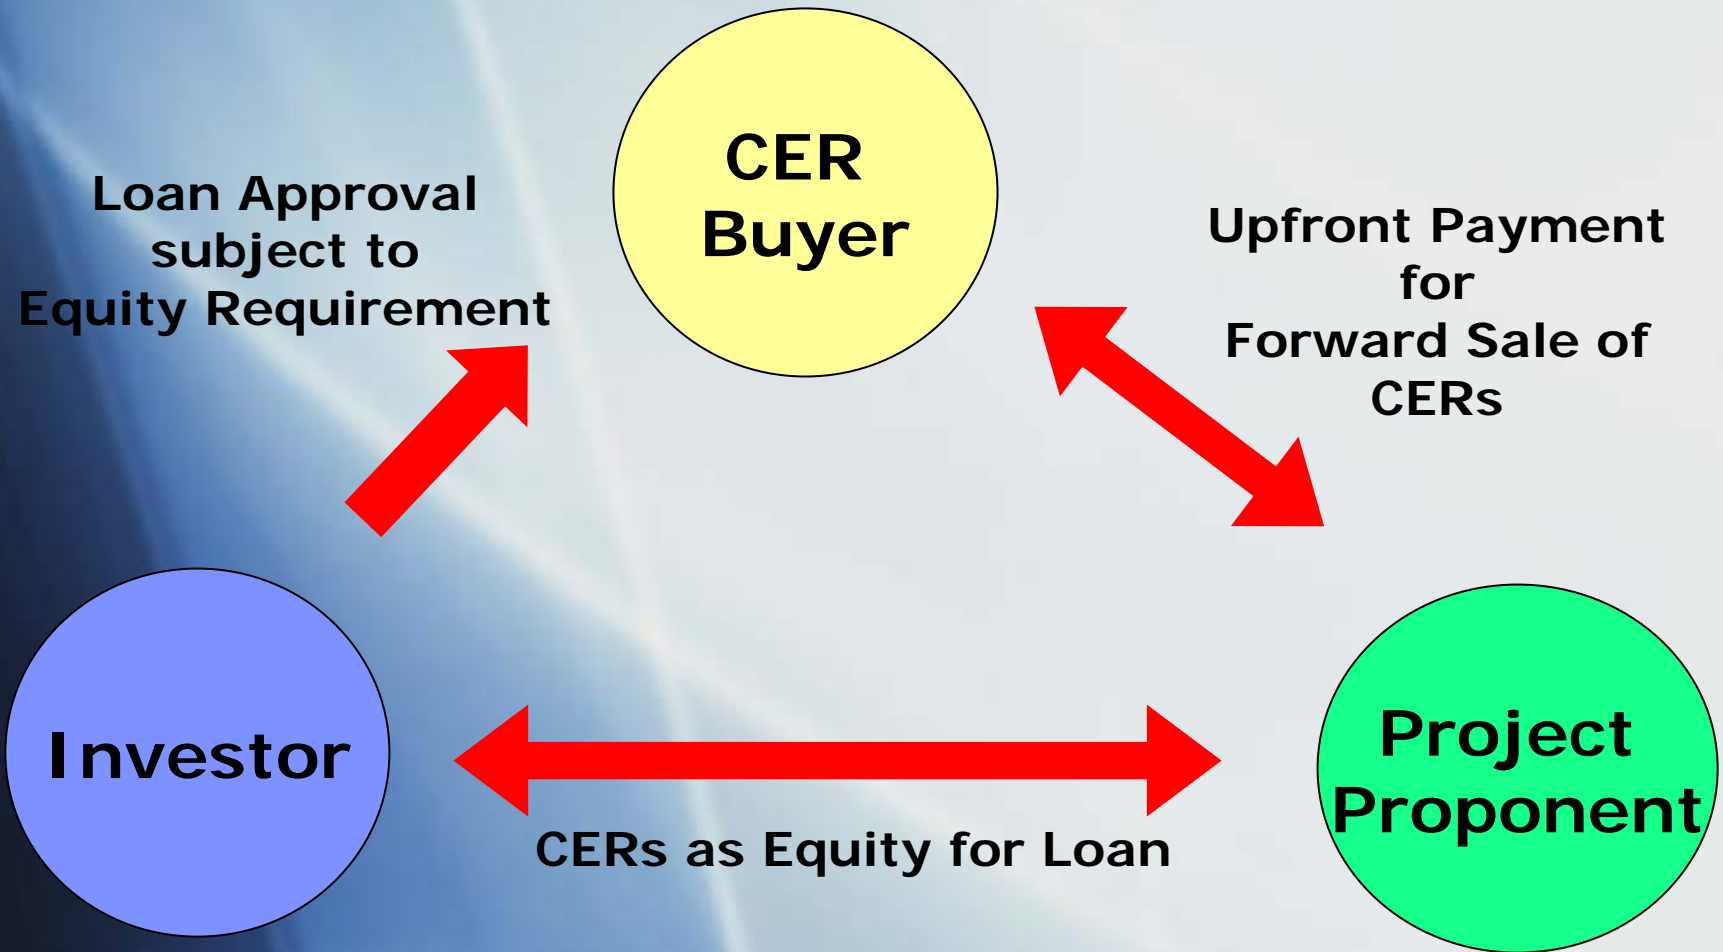 CER
Buyer
Loan Approval
subject to
Equity Requirement
Upfront Payment
for
Forward Sale of
CERs
Investor
Project
Proponent
CERs as Equity for Loan